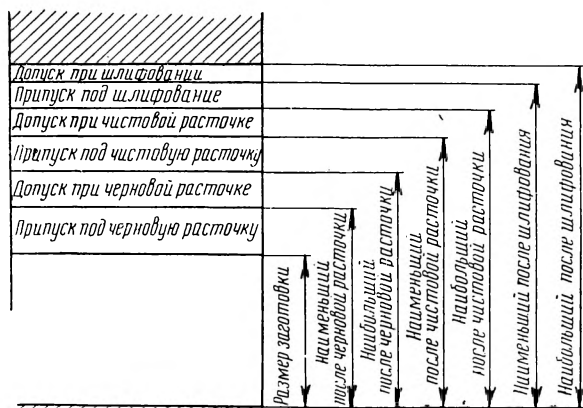 Допуск при шлифовании
Припуск под шлифование
Допуск при чистовой расточке
Припуск под чистовую расточку
Допуск при черновой расточке
Припуск под черновую расточку
Размер заготовки
наименьший
после черновой расточки
Наибольший
после черновой расточки
Наименьший
после чистовой расточки
Наибольший
после чистовой расточки
Наименьший после шлифования
Наибольший после шлифования